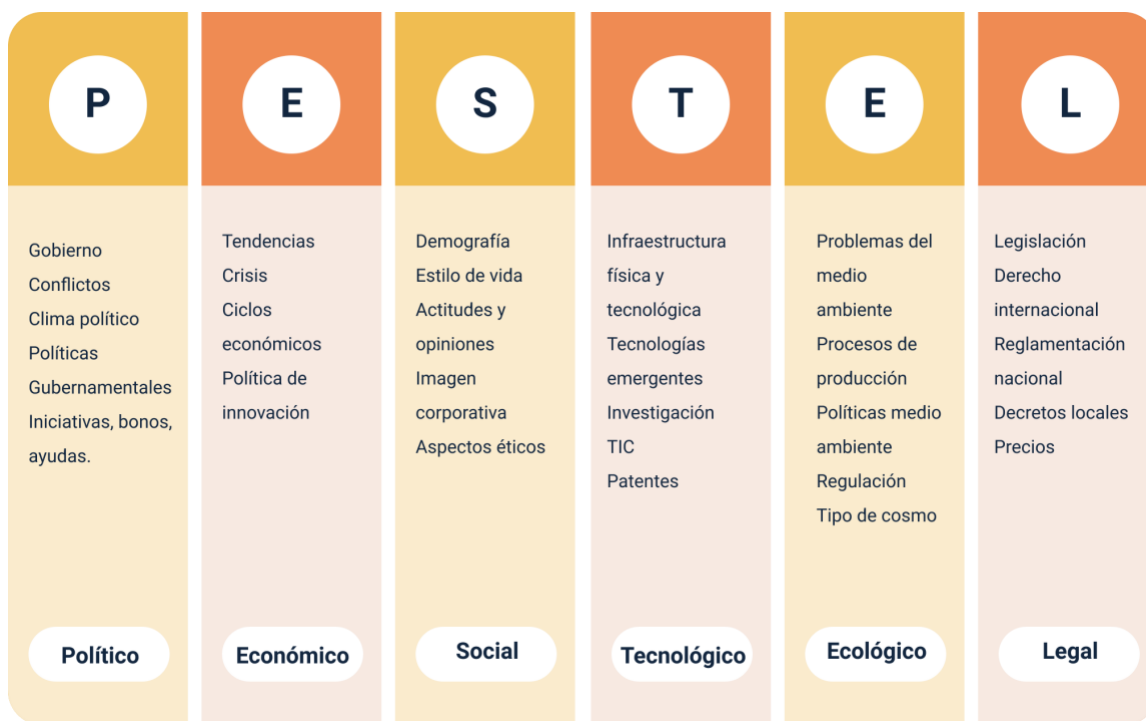 P
Gobierno
Conflictos
Clima político
Políticas
Gubernamentales
Iniciativas, bonos,
ayudas.
Político
E
Tendencias
Crisis
Ciclos
económicos
Política de
innovación
Económico
S
Demografía
Estilo de vida
Actitudes y
opiniones
Imagen
corporativa
Aspectos éticos
Social
T
Infraestructura
física y
tecnológica
Tecnologías
emergentes
Investigación
TIC
Patentes
Tecnológico
E
Problemas del
medio
ambiente
Procesos de
producción
Políticas medio
ambiente
Regulación
Tipo de cosmo
Ecológico
L
Legislación
Derecho
internacional
Reglamentación
nacional
Decretos locales
Precios
Legal